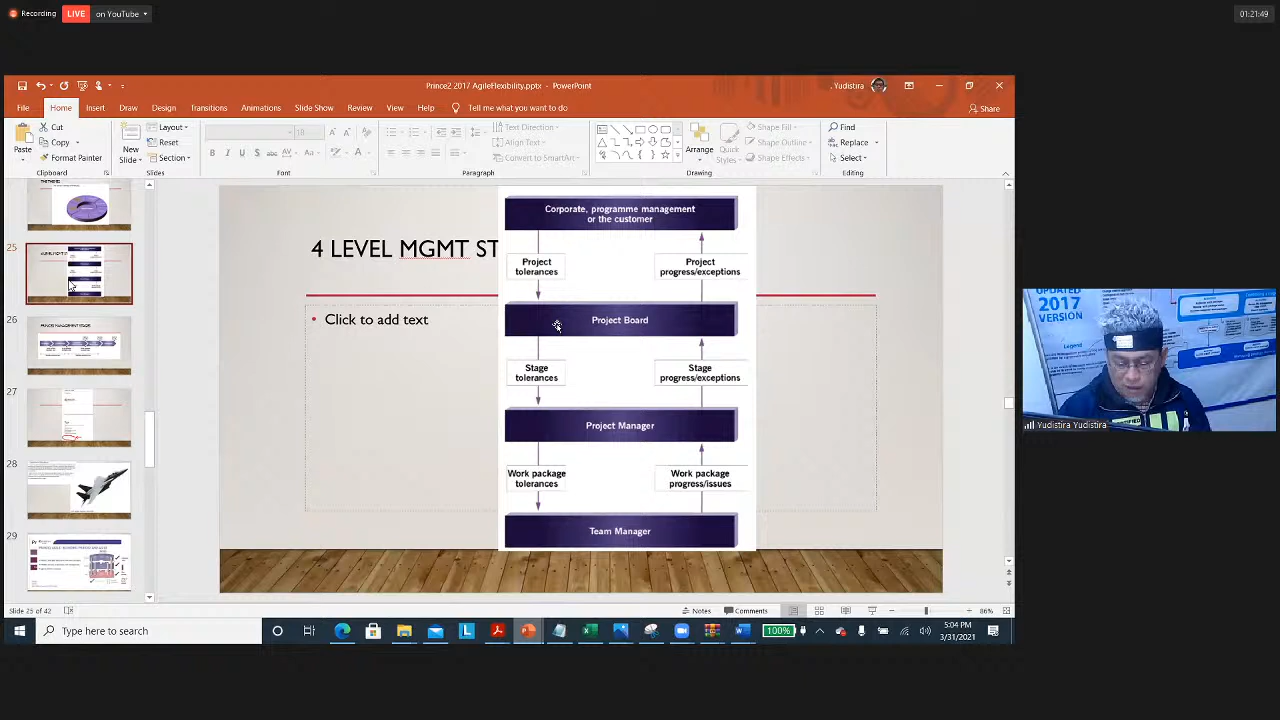 Recording
LIVE
on YouTube
01:21:49
Prince2 2017 AgileFlexibility.pptx - PowerPoint
. Yudistira
File
Home
Insert
Draw
Design
Transitions
Animations
Slide Show
Review
View
Help
Tell me what you want to do
Share
Paste
Cut
Copy
Format Painter
Clipboard
New
Slide
Layout
Reset
Section
Slides
18
Font
Text Direction
Align Text
Convert to SmartArt
Paragraph
Arrange
Quick
Styles
Shape Fill
Shape Outline
Shape Effects
Drawing
Find
Replace
Select
Editing
25
26
27
28
29
4 LEVEL MGMT ST
Click to add text
Corporate, programme management
or the customer
Project
tolerances
Project
progress/exceptions
Project Board
Stage
tolerances
Stage
progress/exceptions
Project Manager
Work package
tolerances
Work package
progress/issues
Team Manager
UPDATED
2017
VERSION
Legend
Yudistira Yudistira
Slide 25 of 42
Notes
Comments
86%
Type here to search
100%
5:04 PM
3/31/2021